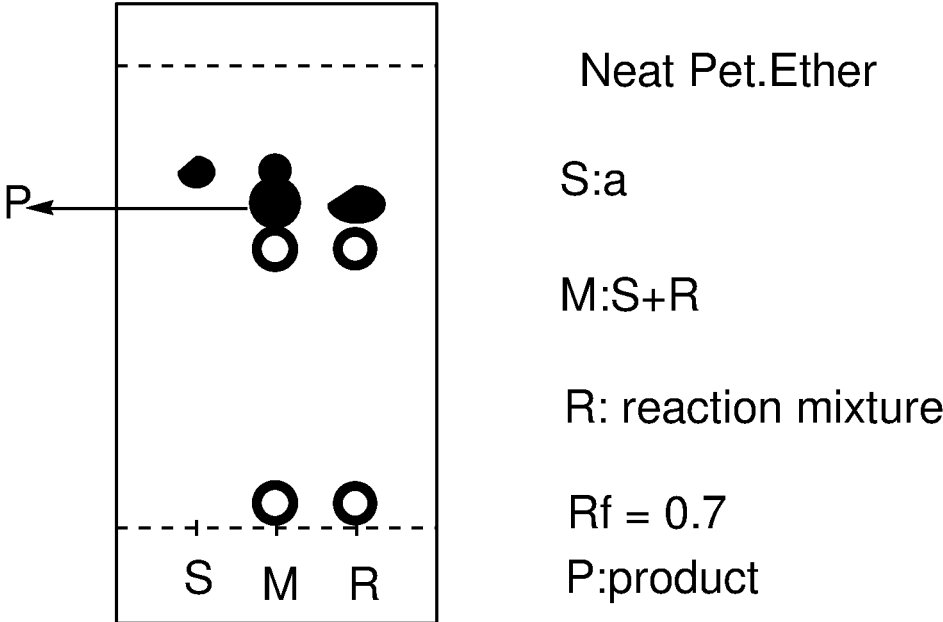 Neat Pet.Ether
S:a
P
M:S+R
R: reaction mixture
Rf = 0.7
S M R
P:product